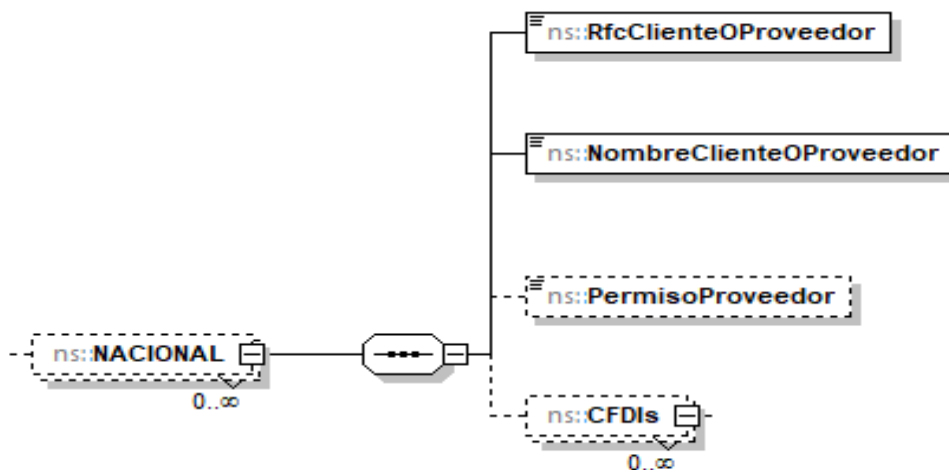 ns::RfcClienteOProveedor
ns::NombreClienteOProveedor
ns::PermisoProveedor
ns::NACIONAL
0..∞
ns::CFDIs
0..∞